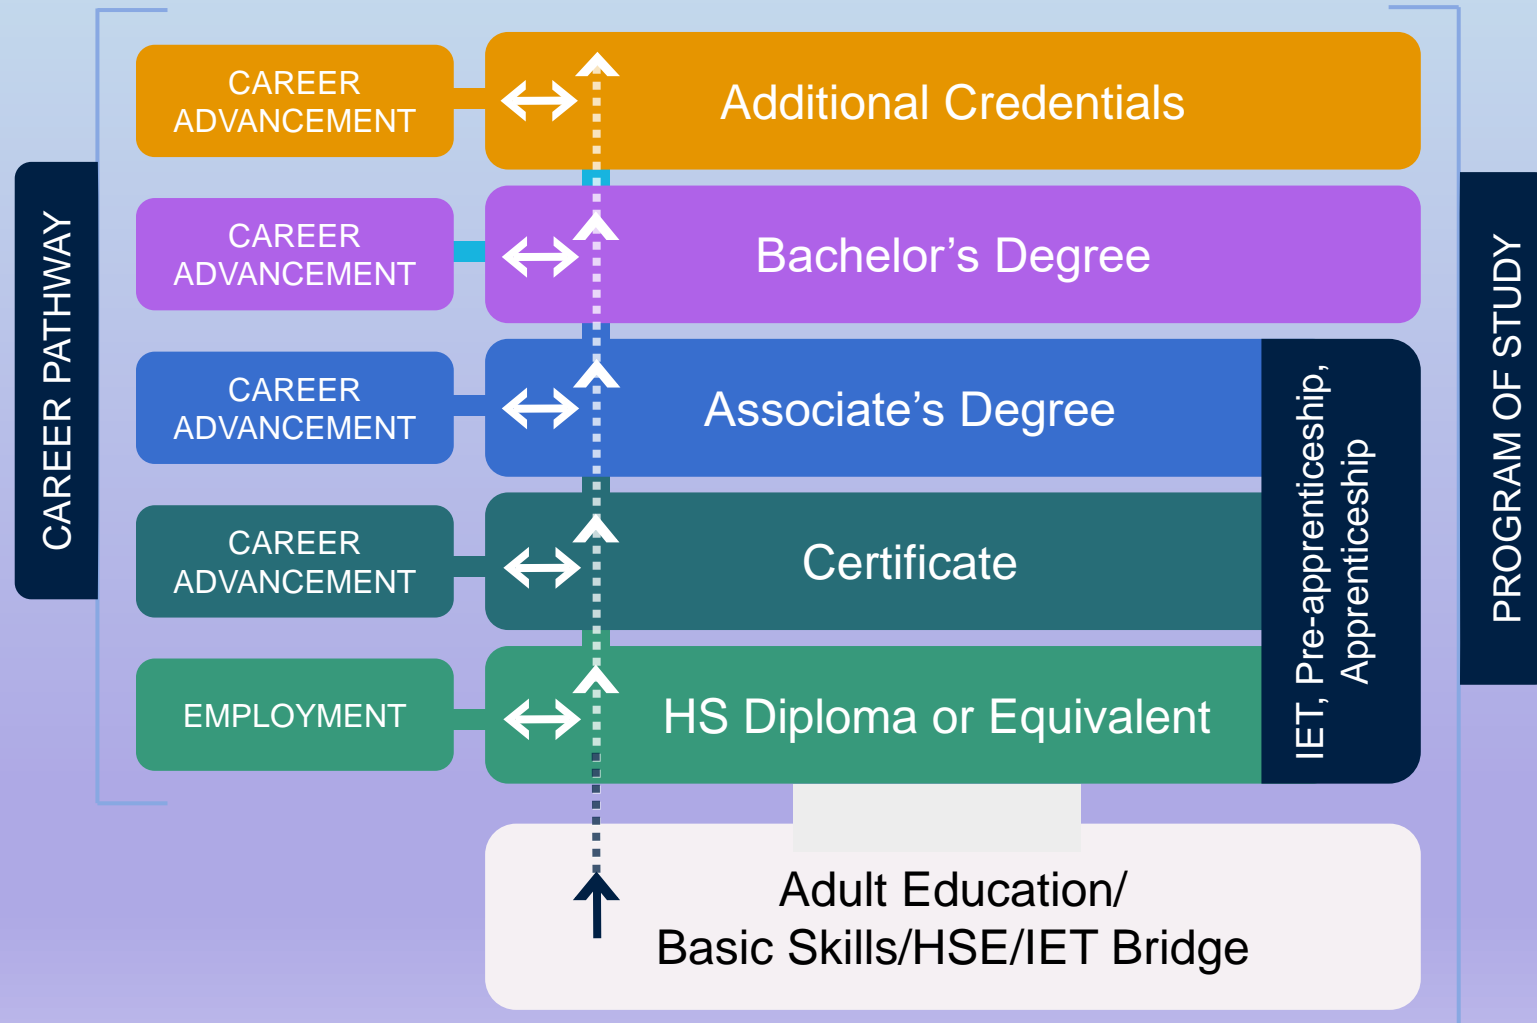 CAREER PATHWAY
CAREER
ADVANCEMENT
Additional Credentials
CAREER
ADVANCEMENT
Bachelor’s Degree
CAREER
ADVANCEMENT
Associate’s Degree
CAREER
ADVANCEMENT
Certificate
EMPLOYMENT
HS Diploma or Equivalent
IET, Pre-apprenticeship,
Apprenticeship
Adult Education/
Basic Skills/HSE/IET Bridge
PROGRAM OF STUDY